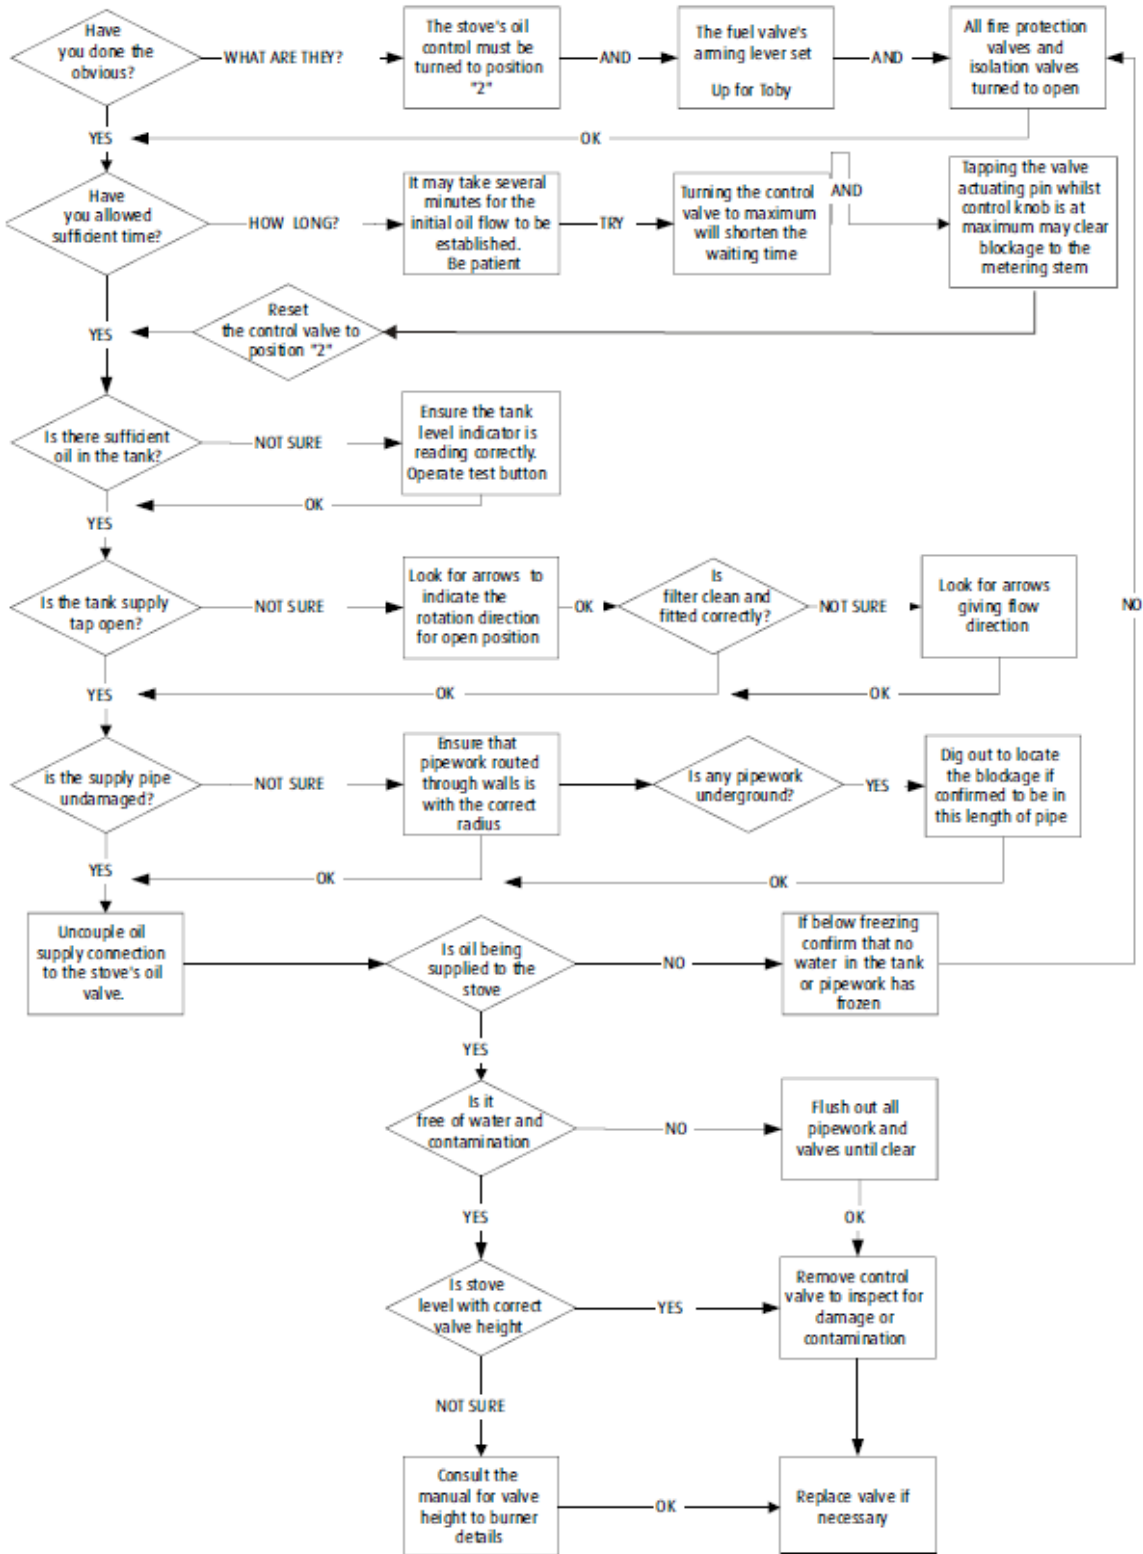 Have
you done the
obvious?
WHAT ARE THEY?
The stove's oil
control must be
turned to position
"2"
AND
The fuel valve's
arming lever set
Up for Toby
AND
All fire protection
valves and
isolation valves
turned to open
YES
OK
Have
you allowed
sufficient time?
HOW LONG?
It may take several
minutes for the
initial oil flow to be
established.
Be patient
TRY
Turning the control
valve to maximum
will shorten the
waiting time
AND
Tapping the valve
actuating pin whilst
control knob is at
maximum may clear
blockage to the
metering stem
YES
Reset
the control valve to
position "2"
Is there sufficient
oil in the tank?
NOT SURE
Ensure the tank
level indicator is
reading correctly.
Operate test button
OK
YES
Is the tank supply
tap open?
NOT SURE
Look for arrows to
indicate the
rotation direction
for open position
OK
Is
filter clean and
fitted correctly?
NOT SURE
Look for arrows
giving flow
direction
NO
YES
OK
OK
is the supply pipe
undamaged?
NOT SURE
Ensure that
pipework routed
through walls is
with the correct
radius
Is any pipework
underground?
YES
Dig out to locate
the blockage if
confirmed to be in
this length of pipe
YES
OK
OK
Uncouple oil
supply connection
to the stove's oil
valve.
Is oil being
supplied to the
stove
NO
If below freezing
confirm that no
water in the tank
or pipework has
frozen
YES
Is it
free of water and
contamination
NO
Flush out all
pipework and
valves until clear
YES
OK
Is stove
level with correct
valve height
YES
Remove control
valve to inspect for
damage or
contamination
NOT SURE
Consult the
manual for valve
height to burner
details
OK
Replace valve if
necessary